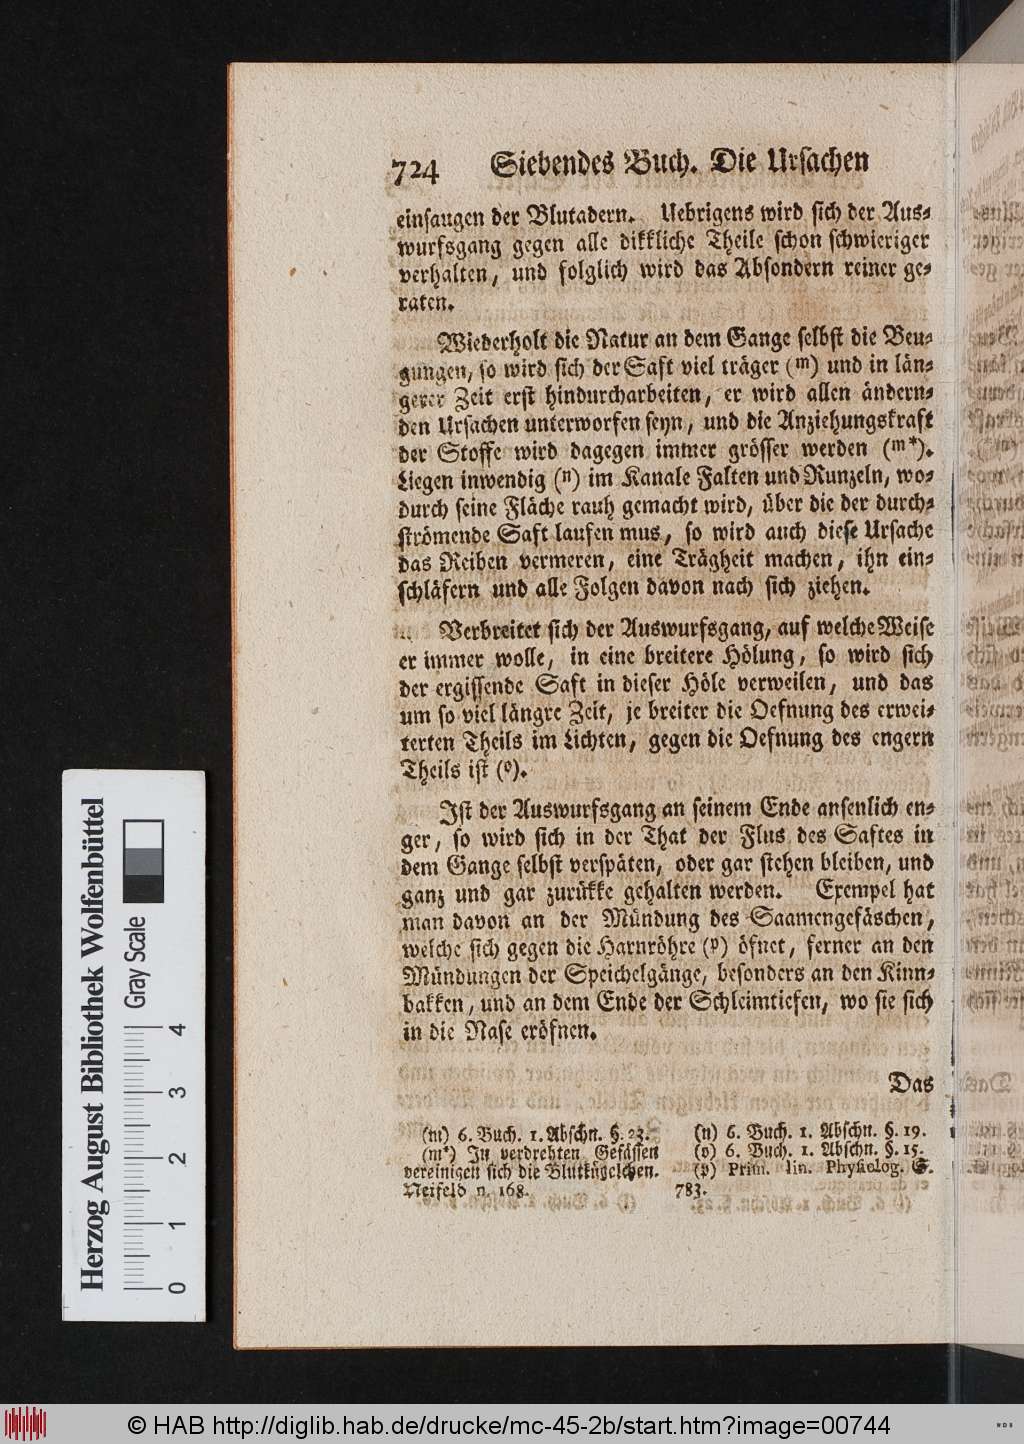 724 Siebendes Buch. Die Ursachen
einsaugen der Blutadern. Uebrigens wird sich der Aus-
wurfsgang gegen alle dikkliche Theile schon schwieriger
verhalten, und folglich wird das Absondern reiner ge-
raten.
Wiederholt die Natur an dem Gange selbst die Beu-
gungen, so wird sich der Saft viel träger (m) und in län-
gerer Zeit erst hindurcharbeiten, er wird allen ändern-
den Ursachen unterworfen seyn, und die Anziehungskraft
der Stoffe wird dagegen immer grösser werden (m*).
Liegen inwendig (n) im Kanale Falten und Runzeln, wo-
durch seine Fläche rauh gemacht wird, über die der durch-
strömende Saft laufen mus, so wird auch diese Ursache
das Reiben vermeren, eine Trägheit machen, ihn ein-
schläfern und alle Folgen davon nach sich ziehen.
Verbreitet sich der Auswurfsgang, auf welche Weise
er immer wolle, in eine breitere Hölung, so wird sich
der ergissende Saft in dieser Höle verweilen, und das
um so viel längre Zeit, je breiter die Oefnung des erwei-
terten Theils im Lichten, gegen die Oefnung des engern
Theils ist (o).
Ist der Auswurfsgang an seinem Ende ansenlich en-
ger, so wird sich in der That der Flus des Saftes in
dem Gange selbst verspäten, oder gar stehen bleiben, und
ganz und gar zurükke gehalten werden. Exempel hat
man davon an der Mündung des Saamengefäschen,
welche sich gegen die Harnröhre (p) öfnet, ferner an den
Mündungen der Speichelgänge, besonders an den Kinn-
bakken, und an dem Ende der Schleimtiefen, wo sie sich
in die Nase eröfnen.
Das
(m) 6. Buch. 1. Abschn. §. 23.
(m*) In verdrehten Gefässen
vereinigen sich die Blutkügelchen.
Neifeld n. 168.
(n) 6. Buch. 1. Abschn. §. 19.
(o) 6. Buch. 1. Abschn. §. 15.
(p) Prim. lin. Physiolog. S.
783.
Herzog August Bibliothek Wolfenbüttel
Gray Scale
0 1 2 3 4
© HAB http://diglib.hab.de/drucke/mc-45-2b/start.htm?image=00744